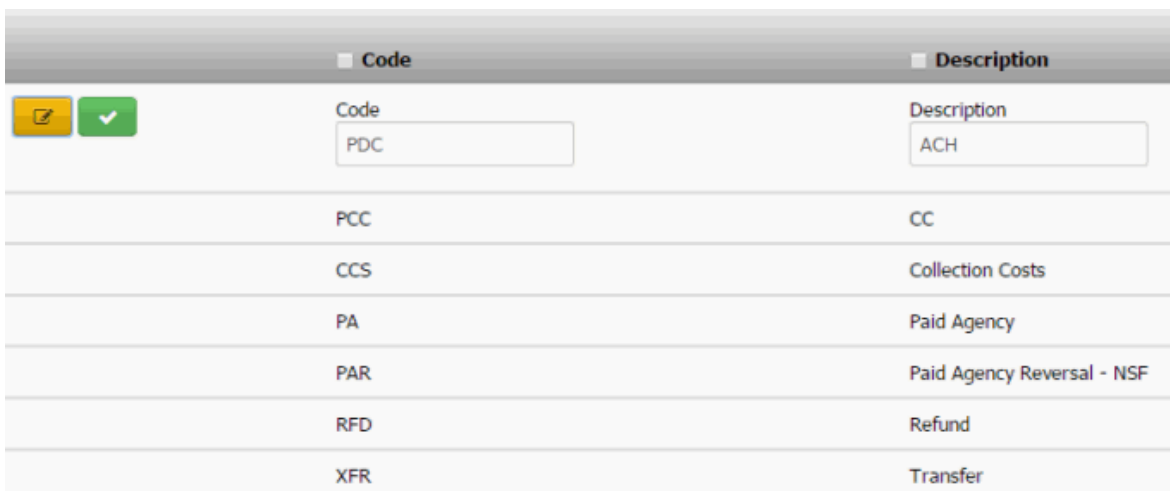 Code Description
Code Description
PDC ACH
PCC CC
CCS Collection Costs
PA Paid Agency
PAR Paid Agency Reversal - NSF
RFD Refund
XFR Transfer